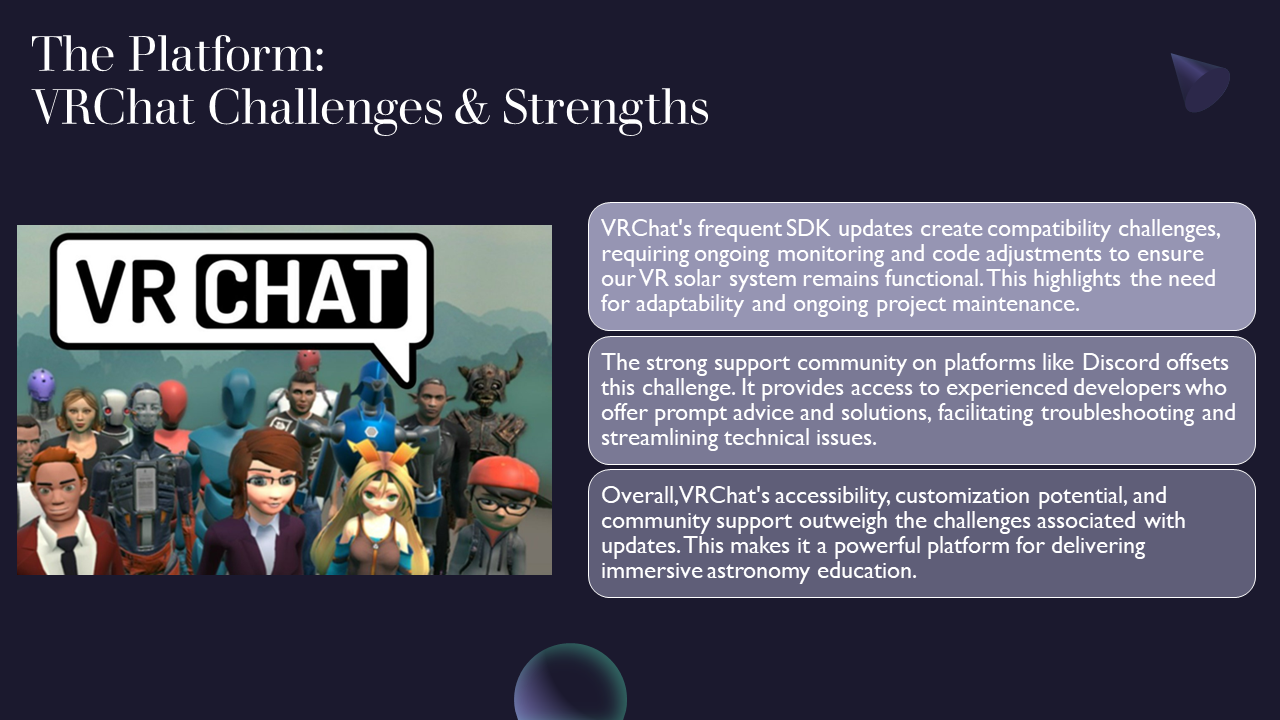 The Platform:
VRChat Challenges & Strengths
VR CHAT
VRChat's frequent SDK updates create compatibility challenges,
requiring ongoing monitoring and code adjustments to ensure
our VR solar system remains functional. This highlights the need
for adaptability and ongoing project maintenance.
The strong support community on platforms like Discord offsets
this challenge. It provides access to experienced developers who
offer prompt advice and solutions, facilitating troubleshooting and
streamlining technical issues.
Overall, VRChat's accessibility, customization potential, and
community support outweigh the challenges associated with
updates. This makes it a powerful platform for delivering
immersive astronomy education.